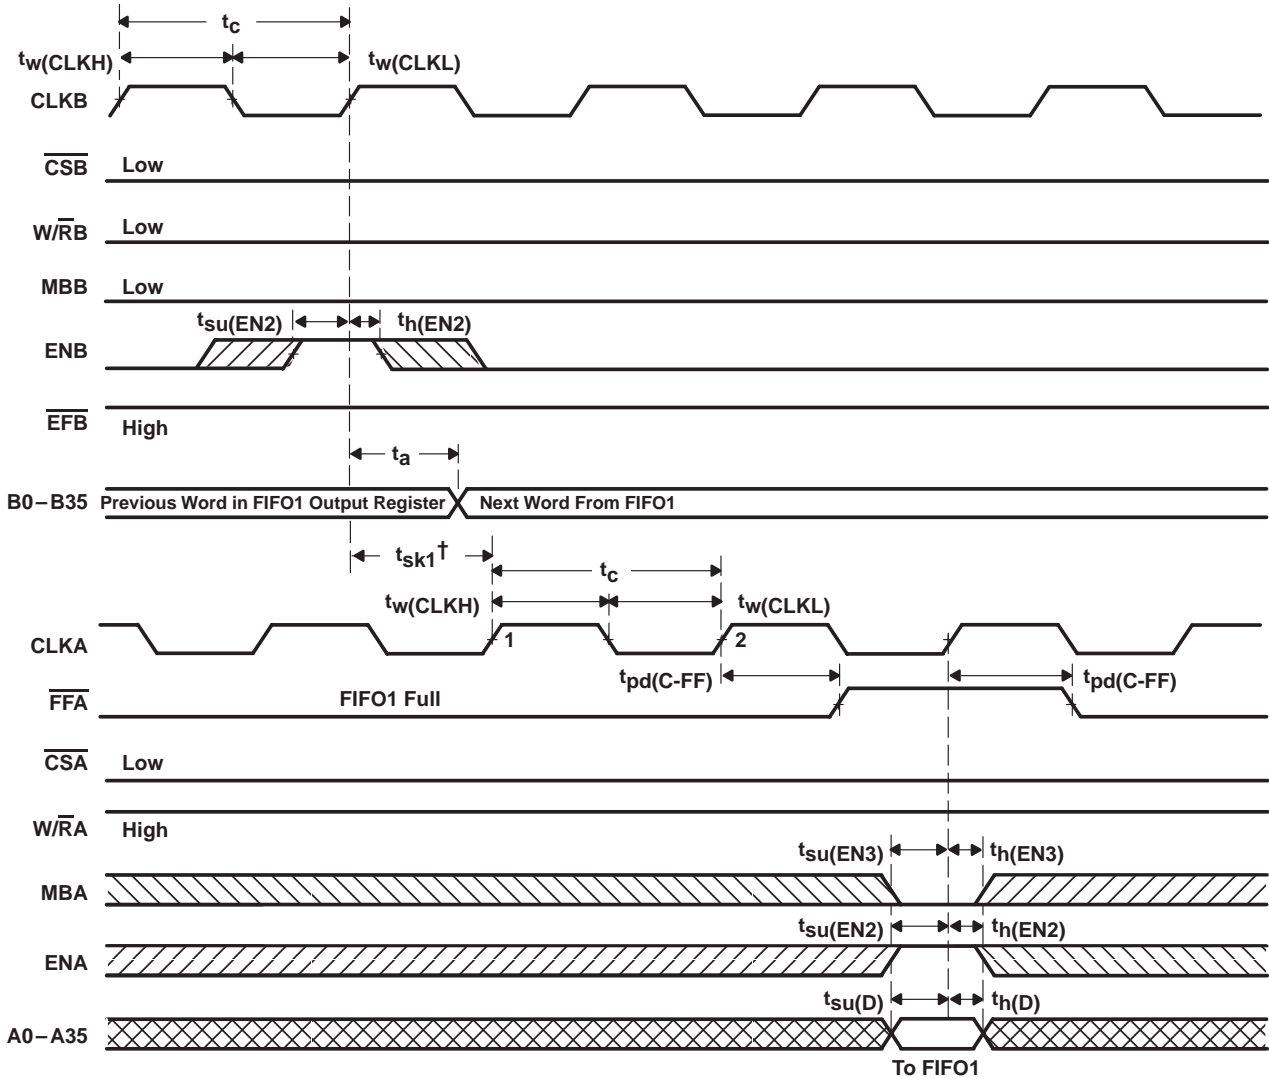 tc
tw(CLKH) tw(CLKL)
CLKB
CSB Low
W/RB Low
MBB Low
tsu(EN2) th(EN2)
ENB
EFB High
ta
B0–B35 Previous Word in FIFO1 Output Register Next Word From FIFO1
tsk1†
tc
tw(CLKH) tw(CLKL)
CLKA 1 2
tpd(C-FF) tpd(C-FF)
FFA FIFO1 Full
CSA Low
W/RA High
tsu(EN3) th(EN3)
MBA
tsu(EN2) th(EN2)
ENA
tsu(D) th(D)
A0–A35
To FIFO1